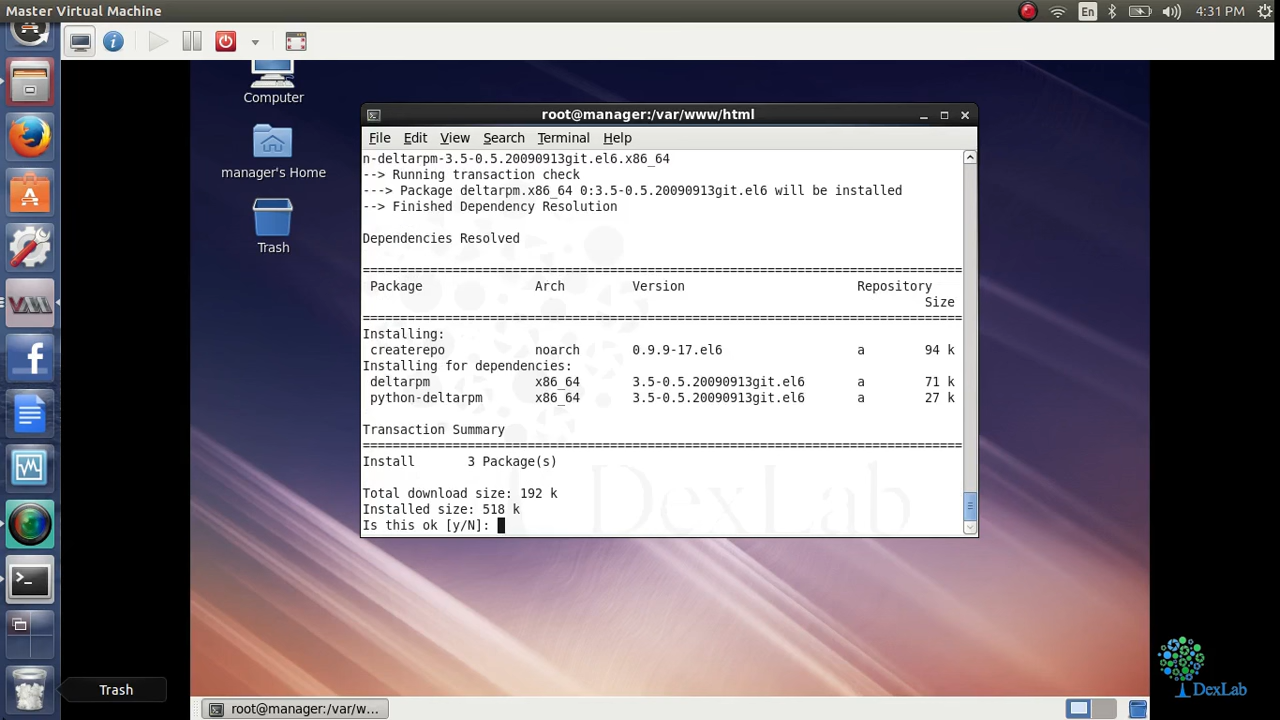 Master Virtual Machine
En
4:31 PM
Computer
manager's Home
Trash
root@manager:/var/www/html
File Edit View Search Terminal Help
n-deltarpm-3.5-0.5.20090913git.el6.x86_64
--> Running transaction check
---> Package deltarpm.x86_64 0:3.5-0.5.20090913git.el6 will be installed
--> Finished Dependency Resolution
Dependencies Resolved
================================================================================
Package Arch Version Repository
Size
================================================================================
Installing:
createrepo noarch 0.9.9-17.el6 a 94 k
Installing for dependencies:
deltarpm x86_64 3.5-0.5.20090913git.el6 a 71 k
python-deltarpm x86_64 3.5-0.5.20090913git.el6 a 27 k
Transaction Summary
================================================================================
Install 3 Package(s)
Total download size: 192 k
Installed size: 518 k
Is this ok [y/N]:
DexLab
Trash
root@manager:/var/w...
DexLab